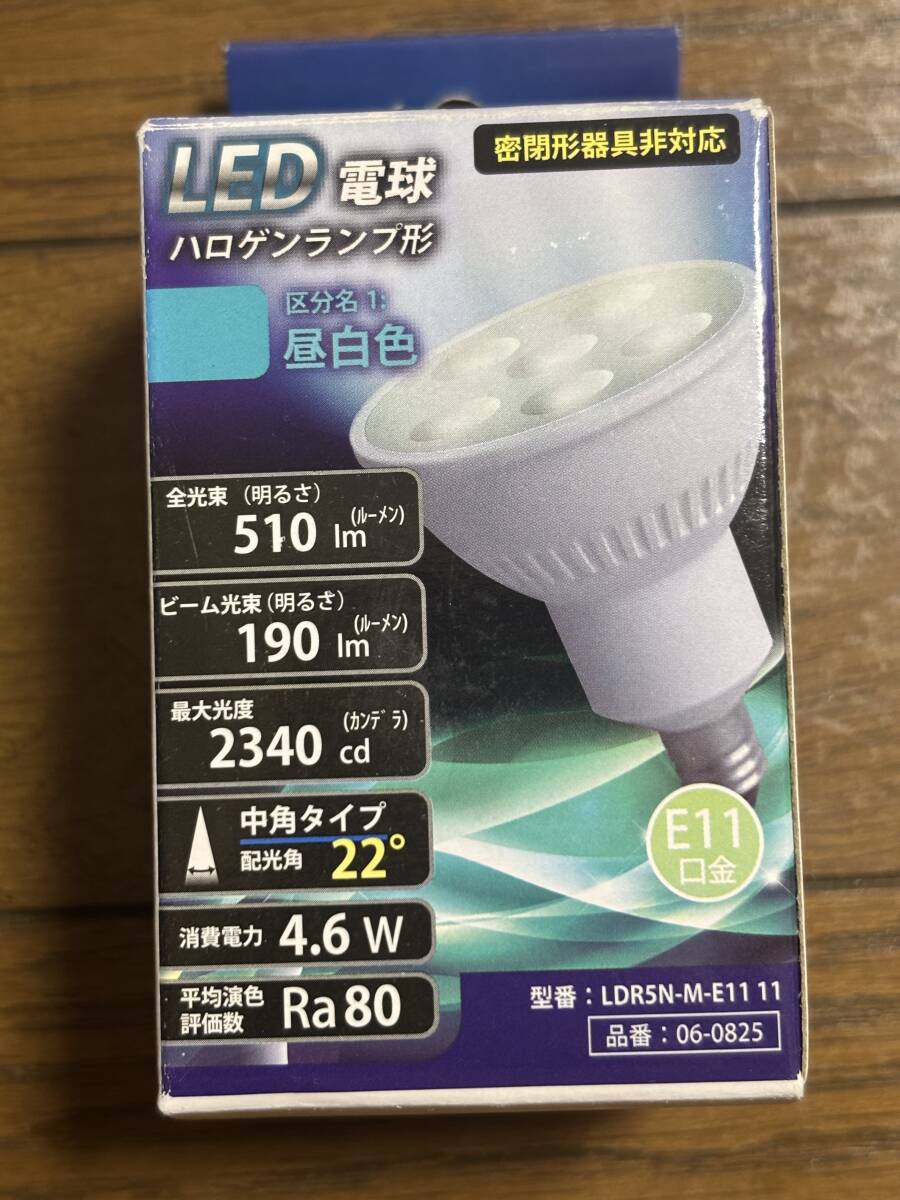 LED 電球
密閉形器具非対応
ハロゲンランプ形
区分名 1:
昼白色
全光束 (明るさ)
510 lm (ルーメン)
ビーム光束(明るさ)
190 lm (ルーメン)
最大光度
2340 cd (カンデラ)
中角タイプ
配光角 22°
E11
口金
消費電力 4.6 W
平均演色
評価数 Ra80
型番：LDR5N-M-E11 11
品番：06-0825